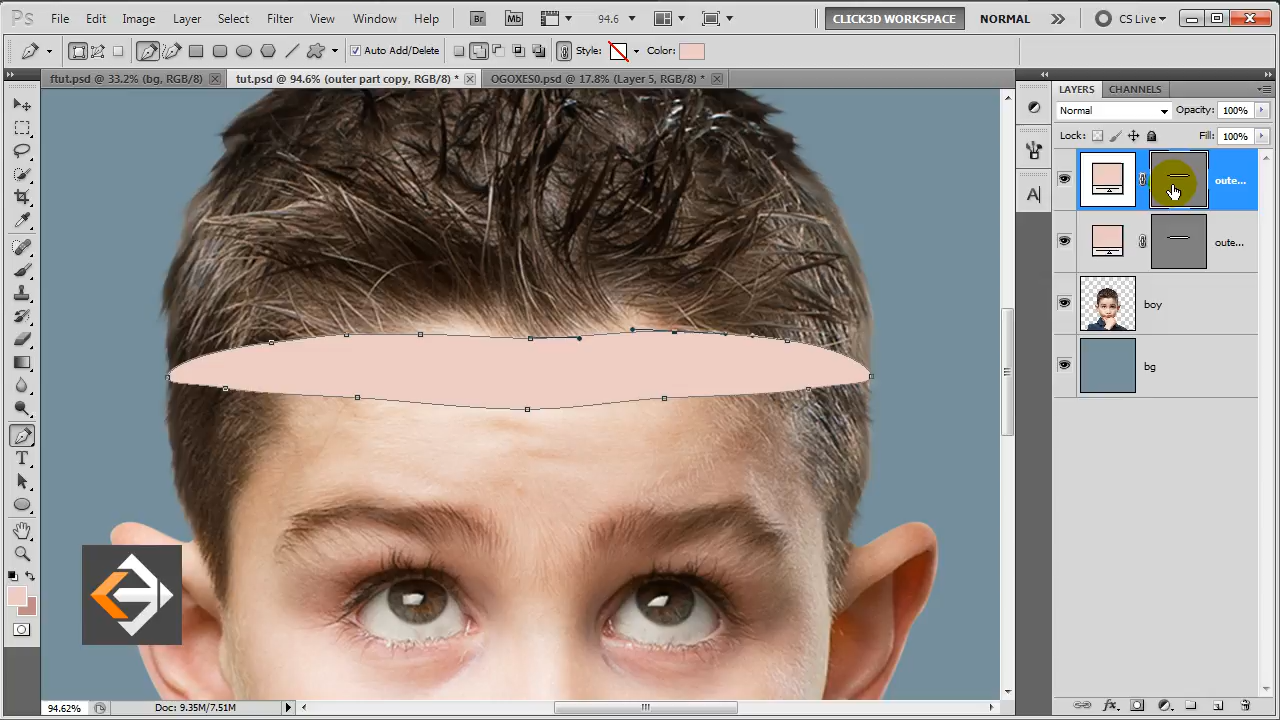 Ps File Edit Image Layer Select Filter View Window Help Br Mb 94.6 CLICK3D WORKSPACE NORMAL CS Live
Auto Add/Delete Style: Color:
ftut.psd @ 33.2% (bg, RGB/8) tut.psd @ 94.6% (outer part copy, RGB/8) * OGOXES0.psd @ 17.8% (Layer 5, RGB/8) *
LAYERS CHANNELS
Normal Opacity: 100%
Lock: Fill: 100%
oute...
oute...
boy
bg
94.62% Doc: 9.35M/7.51M